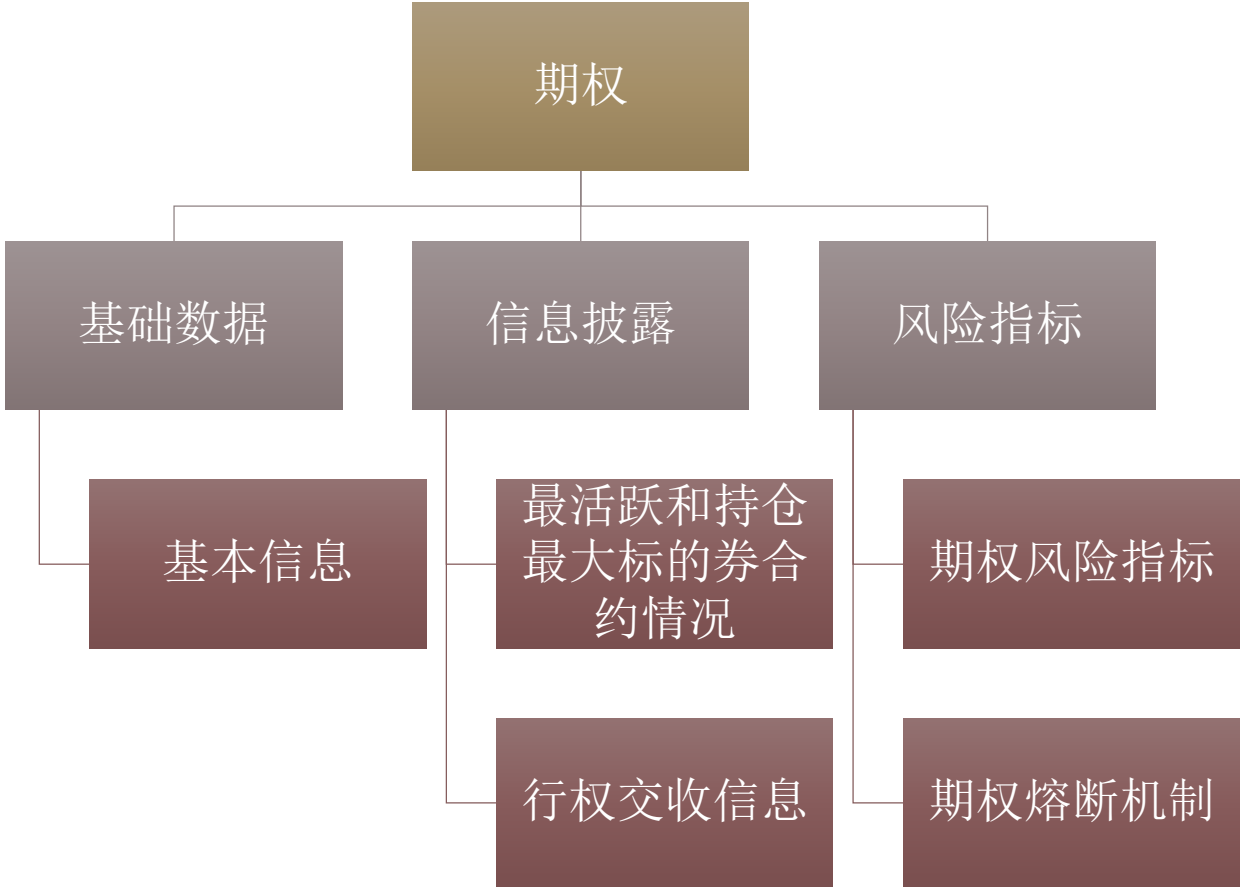 期权
基础数据
信息披露
风险指标
基本信息
最活跃和持仓
最大标的券合
约情况
期权风险指标
行权交收信息
期权熔断机制